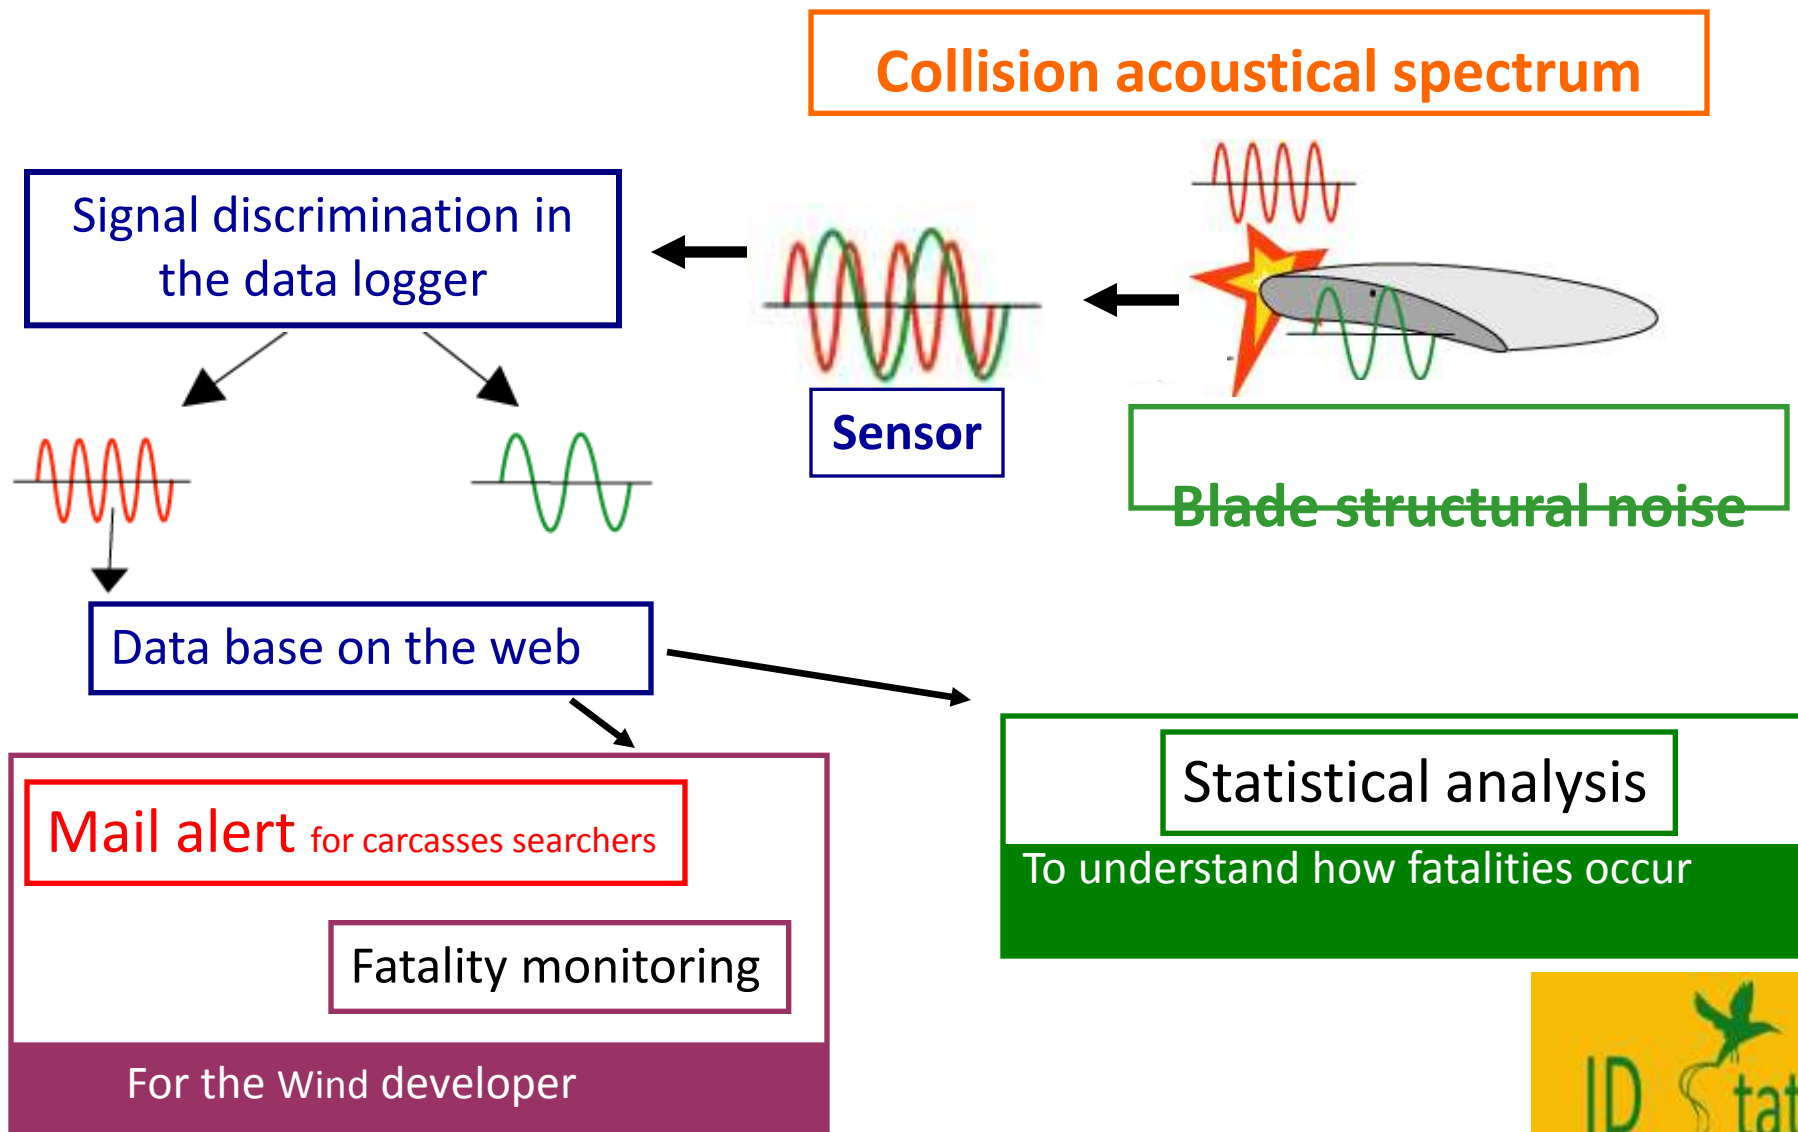 Collision acoustical spectrum
Signal discrimination in
the data logger
Sensor
Blade structural noise
Data base on the web
Mail alert for carcasses searchers
Fatality monitoring
For the Wind developer
Statistical analysis
To understand how fatalities occur
ID Stat